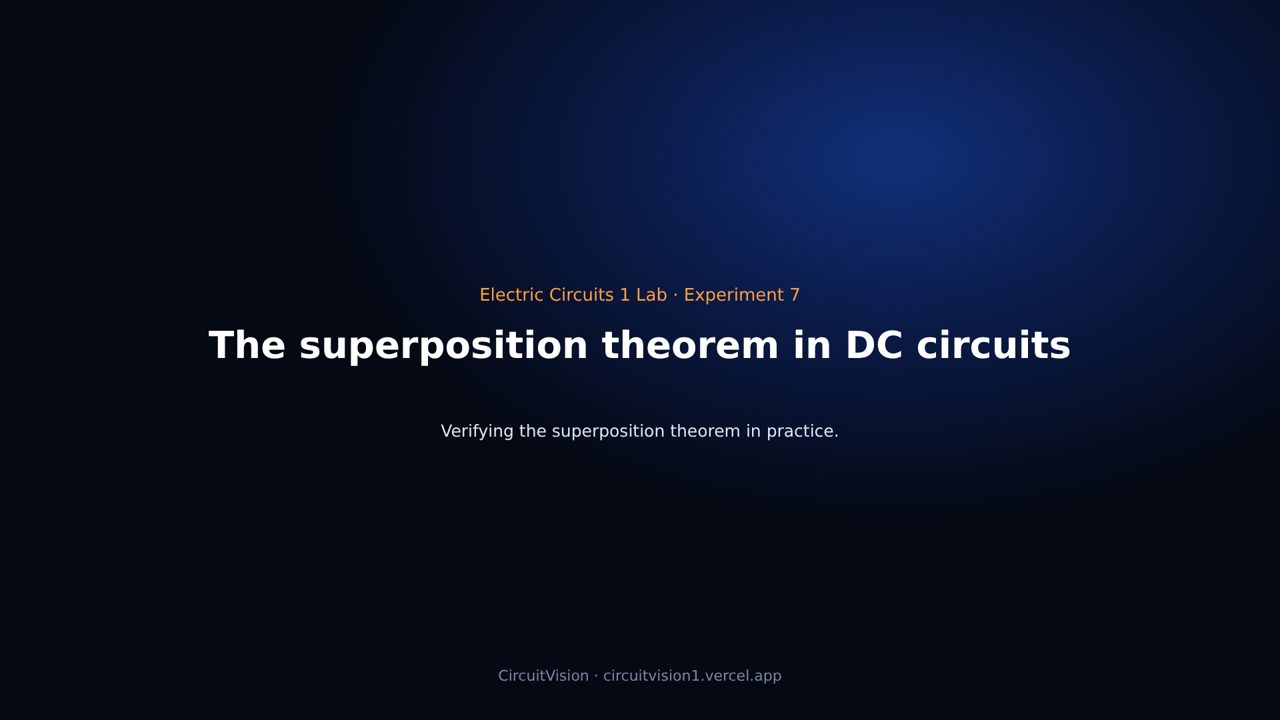 Electric Circuits 1 Lab · Experiment 7
The superposition theorem in DC circuits
Verifying the superposition theorem in practice.
CircuitVision · circuitvision1.vercel.app